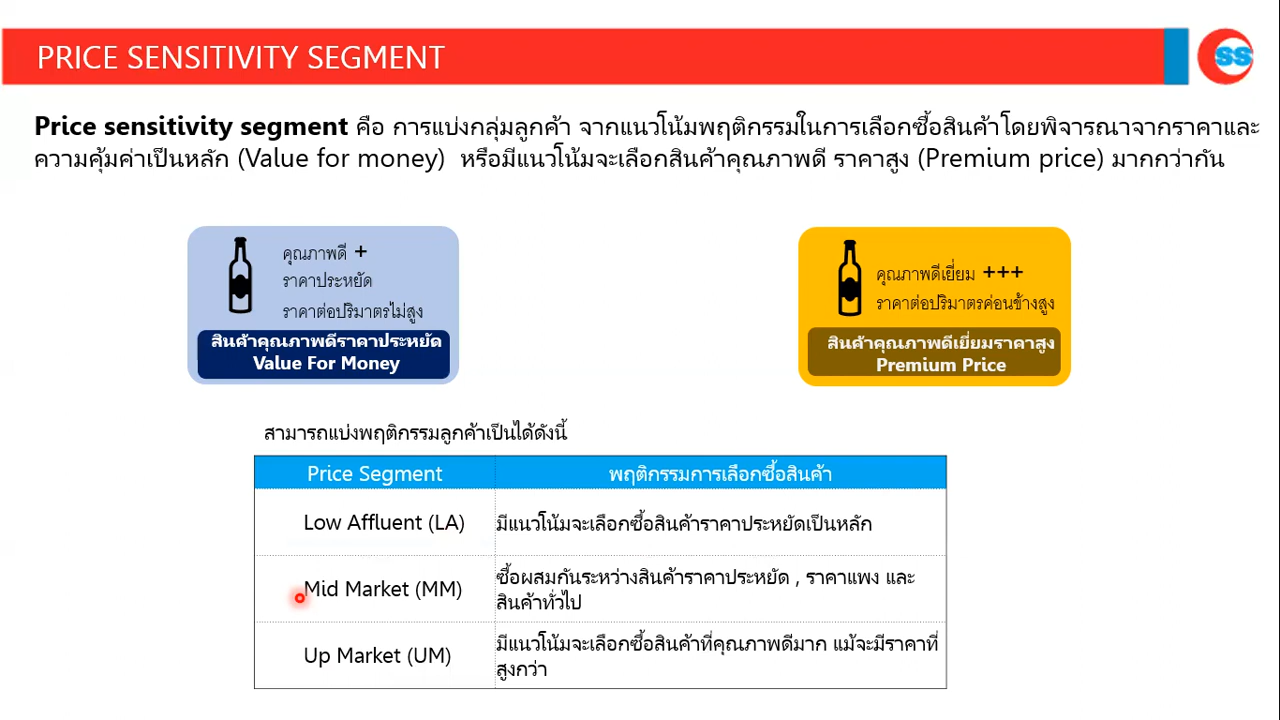 PRICE SENSITIVITY SEGMENT
SS
Price sensitivity segment คือ การแบ่งกลุ่มลูกค้า จากแนวโน้มพฤติกรรมในการเลือกซื้อสินค้าโดยพิจารณาจากราคาและ
ความคุ้มค่าเป็นหลัก (Value for money) หรือมีแนวโน้มจะเลือกสินค้าคุณภาพดี ราคาสูง (Premium price) มากกว่ากัน
คุณภาพดี +
ราคาประหยัด
ราคาต่อปริมาตรไม่สูง
สินค้าคุณภาพดีราคาประหยัด
Value For Money
คุณภาพดีเยี่ยม +++
ราคาต่อปริมาตรค่อนข้างสูง
สินค้าคุณภาพดีเยี่ยมราคาสูง
Premium Price
สามารถแบ่งพฤติกรรมลูกค้าเป็นได้ดังนี้
Price Segment พฤติกรรมการเลือกซื้อสินค้า
Low Affluent (LA) มีแนวโน้มจะเลือกซื้อสินค้าราคาประหยัดเป็นหลัก
Mid Market (MM) ซื้อผสมกันระหว่างสินค้าราคาประหยัด , ราคาแพง และ
สินค้าทั่วไป
Up Market (UM) มีแนวโน้มจะเลือกซื้อสินค้าที่คุณภาพดีมาก แม้จะมีราคาที่
สูงกว่า